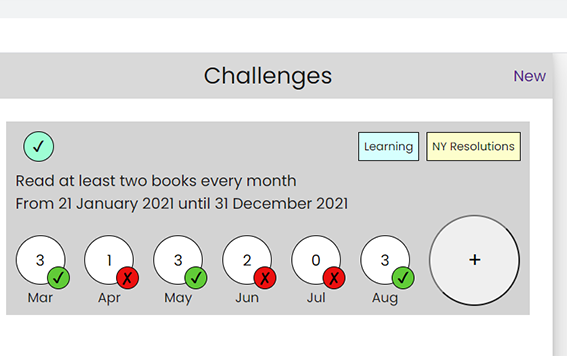 Challenges New
✓ Learning NY Resolutions
Read at least two books every month
From 21 January 2021 until 31 December 2021
3 1 3 2 0 3 +
✓ ✗ ✓ ✗ ✗ ✓
Mar Apr May Jun Jul Aug